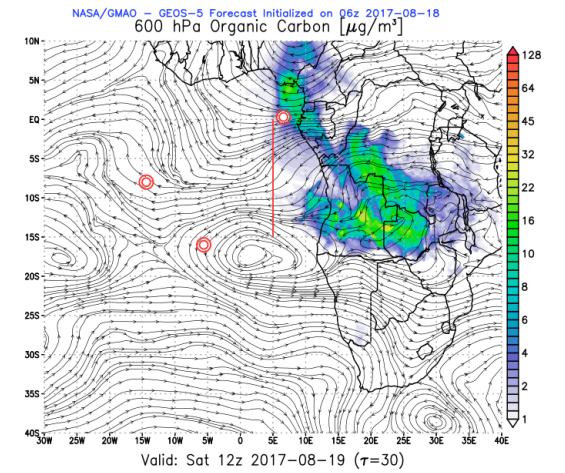 NASA/GMAO - GEOS-5 Forecast Initialized on 06z 2017-08-18
600 hPa Organic Carbon [μg/m³]
10N
5N
EQ
5S
10S
15S
20S
25S
30S
35S
40S
30W 25W 20W 15W 10W 5W 0 5E 10E 15E 20E 25E 30E 35E 40E
128
64
45
32
22
16
10
8
6
4
2
1
Valid: Sat 12z 2017-08-19 (τ=30)